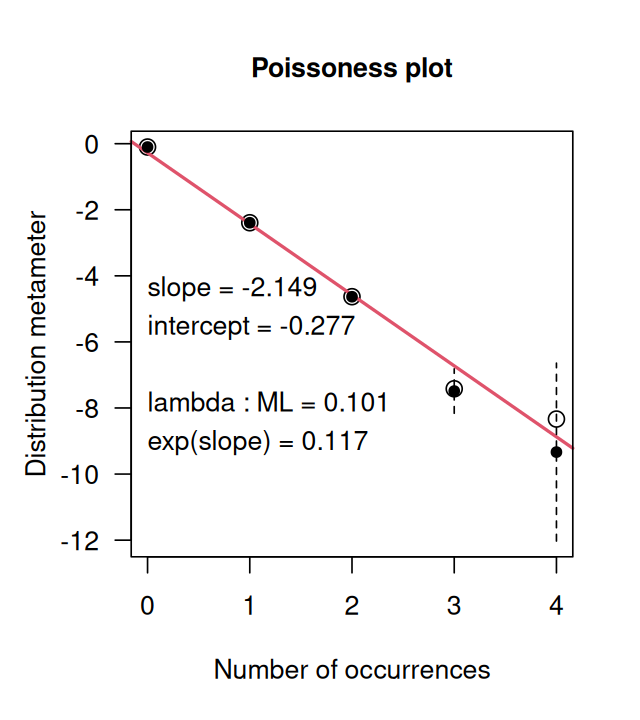 Poissoness plot
Distribution metameter
0
-2
-4
-6
-8
-10
-12
slope = -2.149
intercept = -0.277
lambda : ML = 0.101
exp(slope) = 0.117
0 1 2 3 4
Number of occurrences